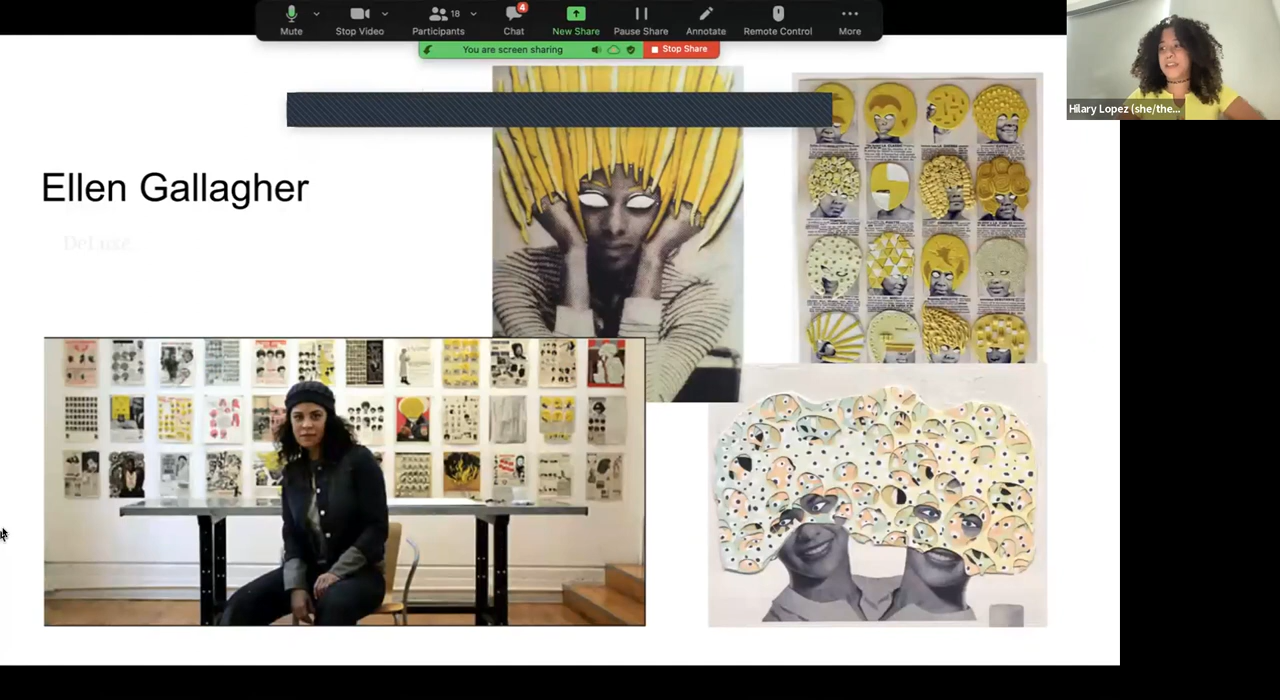 Mute
Stop Video
18
Participants
4
Chat
New Share
Pause Share
Annotate
Remote Control
More
You are screen sharing
Stop Share
Hilary Lopez (she/the...
Ellen Gallagher
DeLuxe